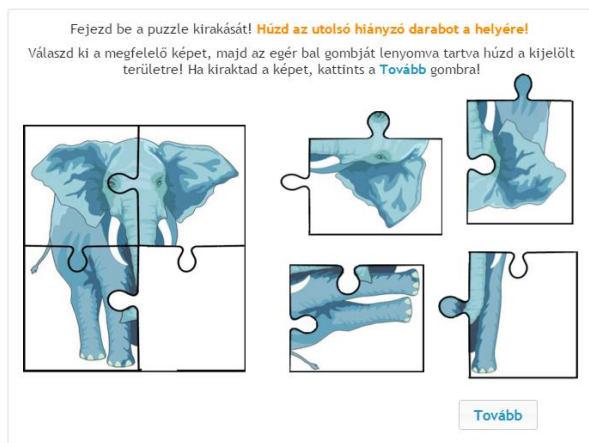 Fejezd be a puzzle kirakását! Húzd az utolsó hiányzó darabot a helyére!
Válaszd ki a megfelelő képet, majd az egér bal gombját lenyomva tartva húzd a kijelölt
területre! Ha kiraktad a képet, kattints a Tovább gombra!
Tovább